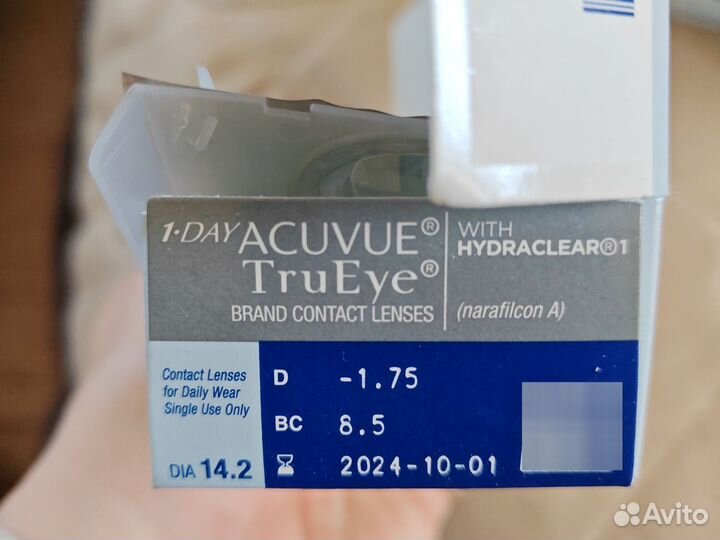 1·DAY ACUVUE®
TruEye®
BRAND CONTACT LENSES
WITH
HYDRACLEAR®1
(narafilcon A)
Contact Lenses
for Daily Wear
Single Use Only
DIA 14.2
D -1.75
BC 8.5
2024-10-01
Avito